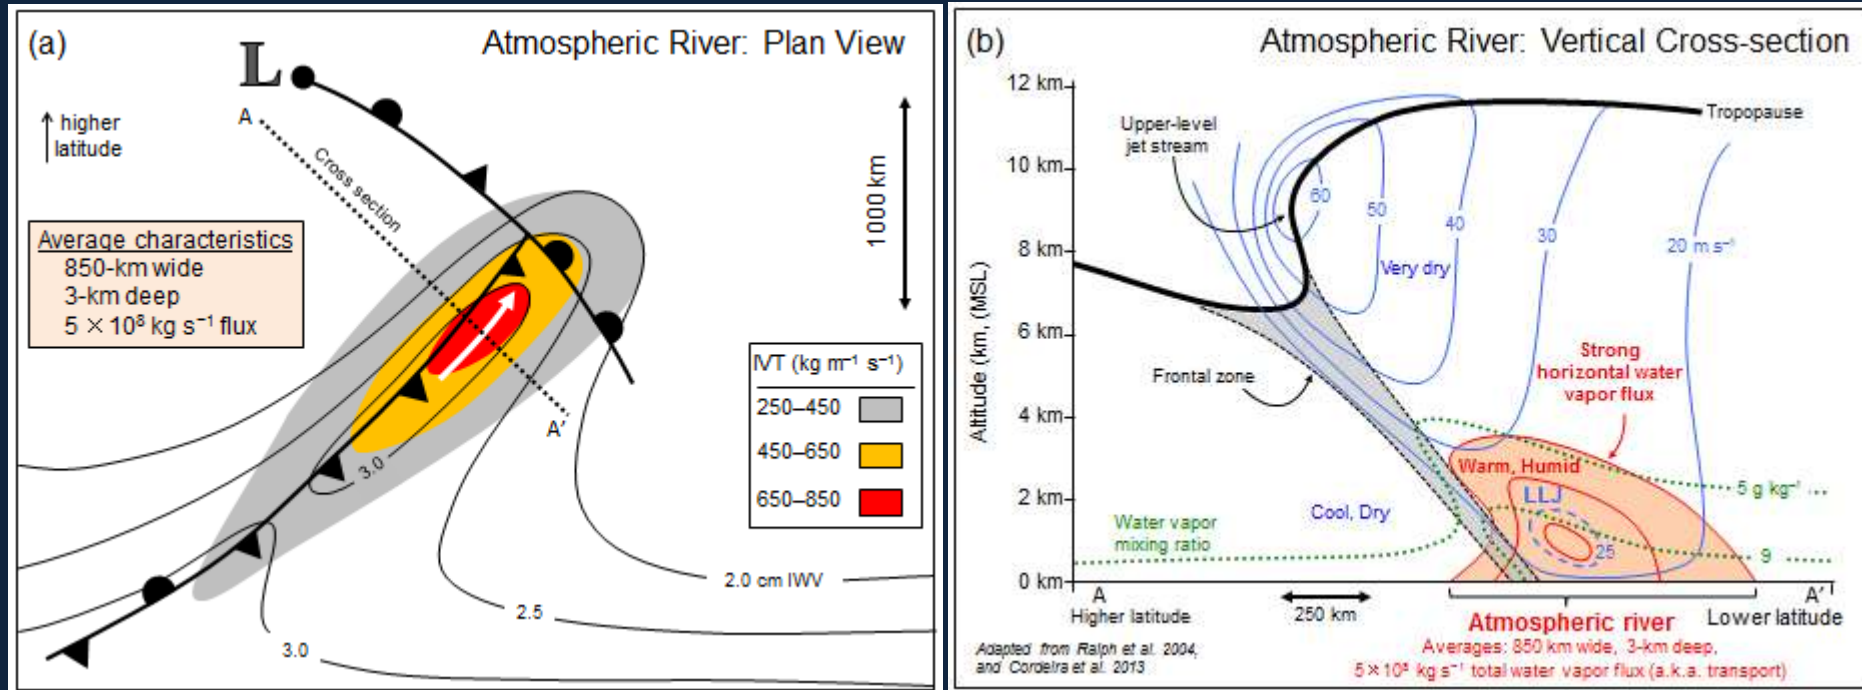 (a)
Atmospheric River: Plan View
L
A
higher
latitude
Cross section
1000 km
Average characteristics
850-km wide
3-km deep
5 × 10⁸ kg s⁻¹ flux
IVT (kg m⁻¹ s⁻¹)
250–450
450–650
650–850
A'
3.0
2.0 cm IWV
2.5
3.0
(b)
Atmospheric River: Vertical Cross-section
12 km
Tropopause
Upper-level
jet stream
10 km
60
50
40
30
20 m s⁻¹
8 km
Very dry
Altitude (km, (MSL)
6 km
Strong
horizontal water
vapor flux
Frontal zone
4 km
Warm, Humid
5 g kg⁻¹
2 km
LLJ
Cool, Dry
Water vapor
mixing ratio
25
9
0 km
A
A'
Higher latitude
250 km
Lower latitude
Atmospheric river
Averages: 850 km wide, 3-km deep,
5 × 10⁸ kg s⁻¹ total water vapor flux (a.k.a. transport)
Adapted from Ralph et al. 2004,
and Cordeira et al. 2013